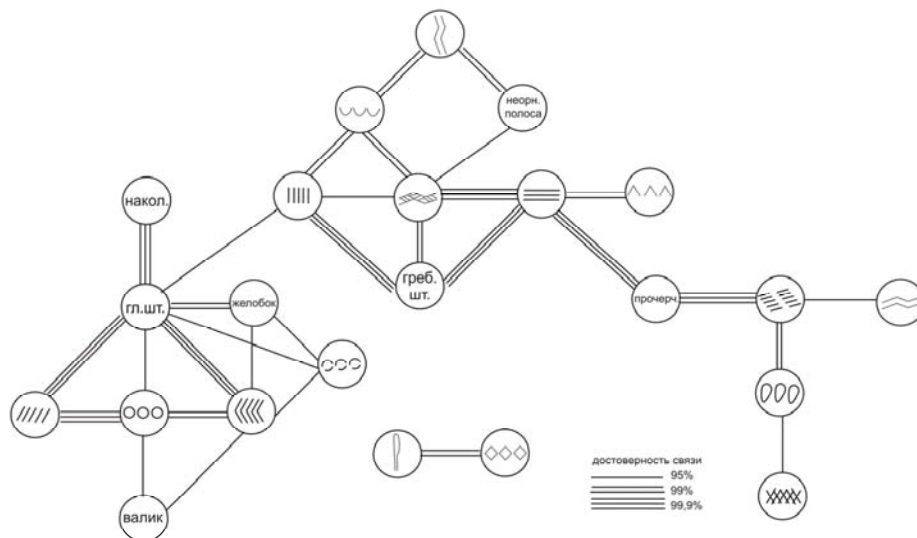 неорн.
полоса
накол.
гл.шт.
желобок
греб.
шт.
прочерч.
валик
достоверность связи
95%
99%
99,9%